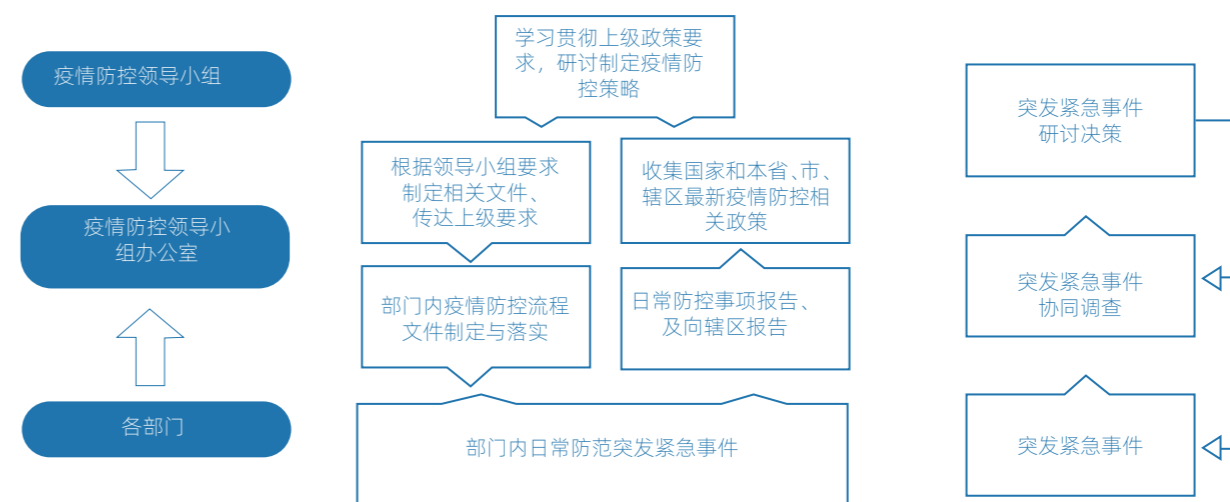 疫情防控领导小组
疫情防控领导小
组办公室
各部门
学习贯彻上级政策要
求，研讨制定疫情防
控策略
根据领导小组要求
制定相关文件、
传达上级要求
收集国家和本省、市、
辖区最新疫情防控相
关政策
部门内疫情防控流程
文件制定与落实
日常防控事项报告、
及向辖区报告
部门内日常防范突发紧急事件
突发紧急事件
研讨决策
突发紧急事件
协同调查
突发紧急事件